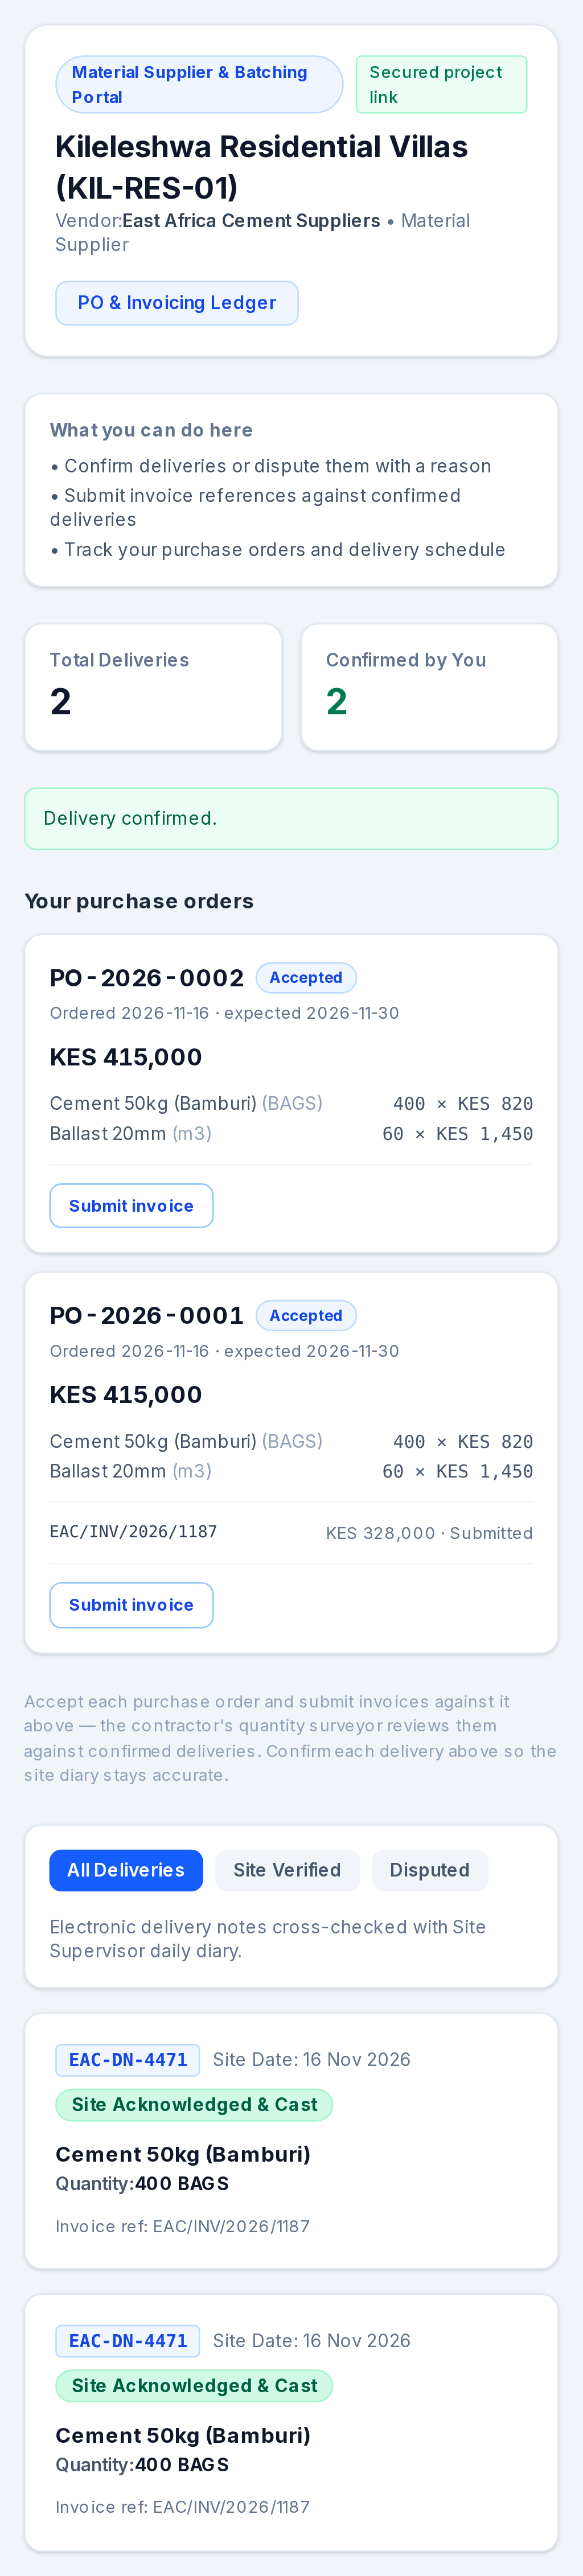 Material Supplier & Batching
Portal
Secured project
link
Kileleshwa Residential Villas
(KIL-RES-01)
Vendor:East Africa Cement Suppliers • Material
Supplier
PO & Invoicing Ledger
What you can do here
• Confirm deliveries or dispute them with a reason
• Submit invoice references against confirmed
deliveries
• Track your purchase orders and delivery schedule
Total Deliveries
2
Confirmed by You
2
Delivery confirmed.
Your purchase orders
PO-2026-0002 Accepted
Ordered 2026-11-16 · expected 2026-11-30
KES 415,000
Cement 50kg (Bamburi) (BAGS) 400 × KES 820
Ballast 20mm (m3) 60 × KES 1,450
Submit invoice
PO-2026-0001 Accepted
Ordered 2026-11-16 · expected 2026-11-30
KES 415,000
Cement 50kg (Bamburi) (BAGS) 400 × KES 820
Ballast 20mm (m3) 60 × KES 1,450
EAC/INV/2026/1187 KES 328,000 · Submitted
Submit invoice
Accept each purchase order and submit invoices against it
above — the contractor's quantity surveyor reviews them
against confirmed deliveries. Confirm each delivery above so the
site diary stays accurate.
All Deliveries Site Verified Disputed
Electronic delivery notes cross-checked with Site
Supervisor daily diary.
EAC-DN-4471 Site Date: 16 Nov 2026
Site Acknowledged & Cast
Cement 50kg (Bamburi)
Quantity:400 BAGS
Invoice ref: EAC/INV/2026/1187
EAC-DN-4471 Site Date: 16 Nov 2026
Site Acknowledged & Cast
Cement 50kg (Bamburi)
Quantity:400 BAGS
Invoice ref: EAC/INV/2026/1187